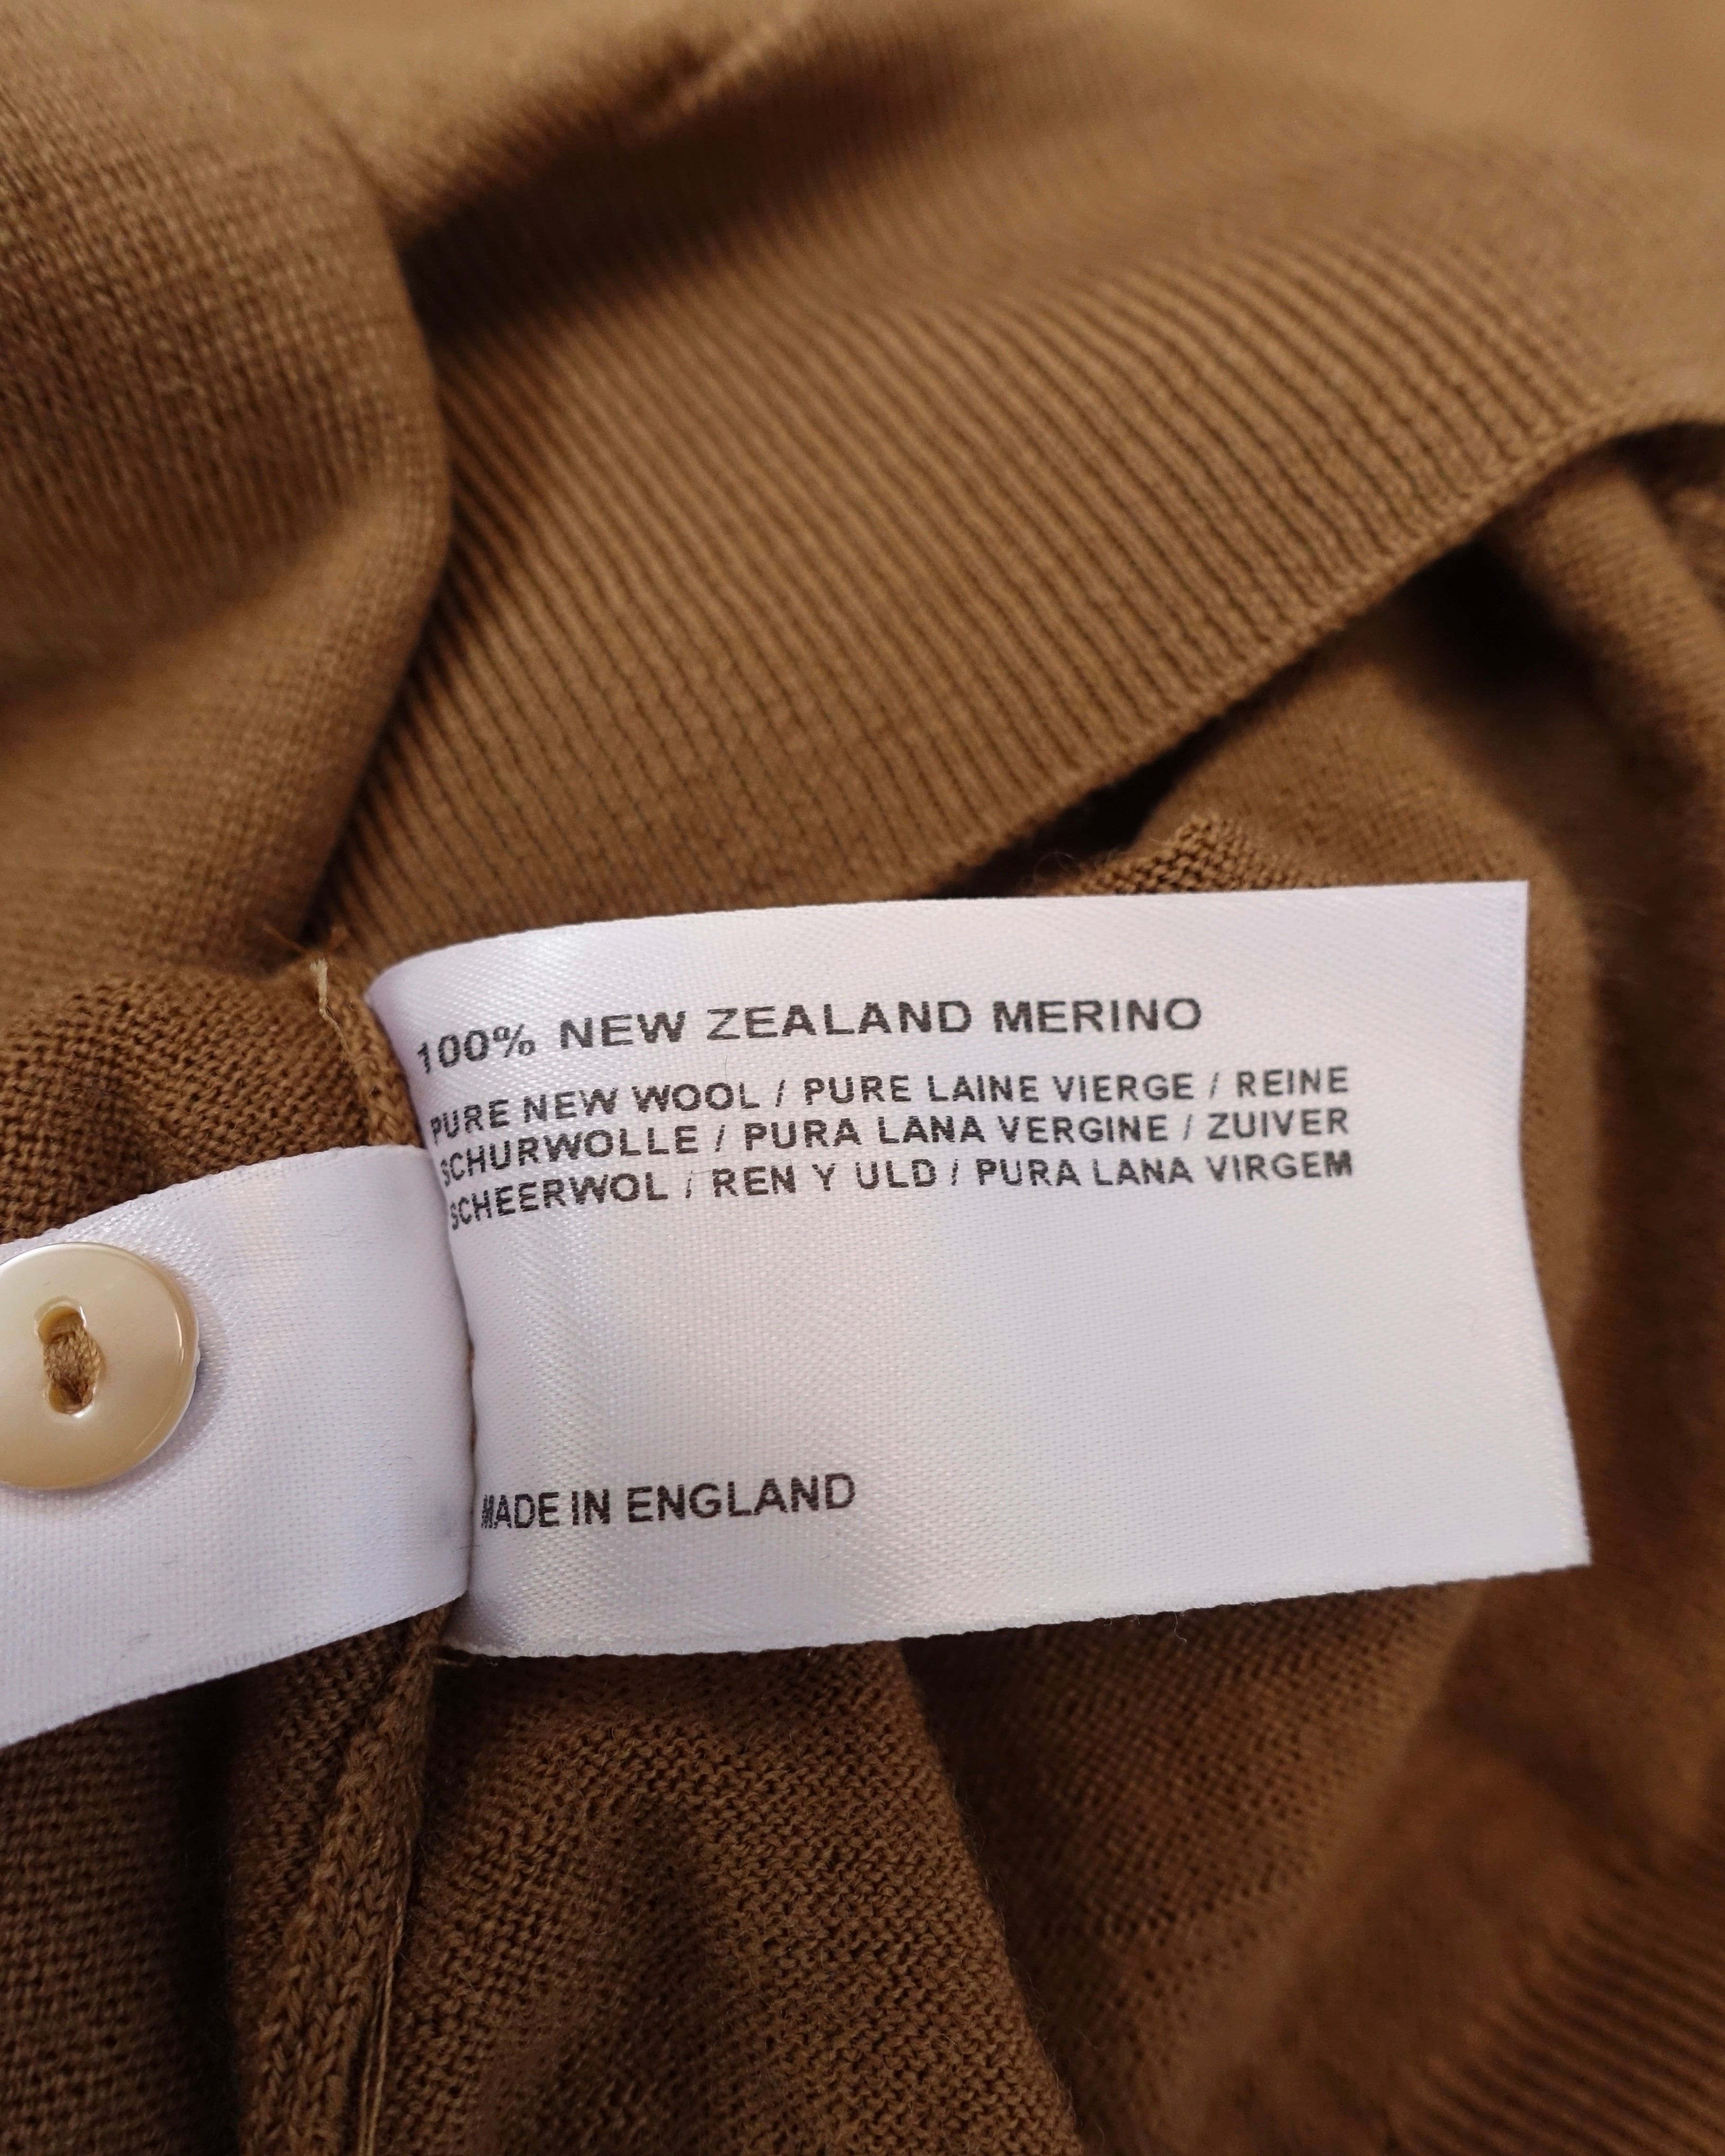 100% NEW ZEALAND MERINO
PURE NEW WOOL / PURE LAINE VIERGE / REINE
SCHURWOLLE / PURA LANA VERGINE / ZUIVER
SCHEERWOL / REN Y ULD / PURA LANA VIRGEM
MADE IN ENGLAND